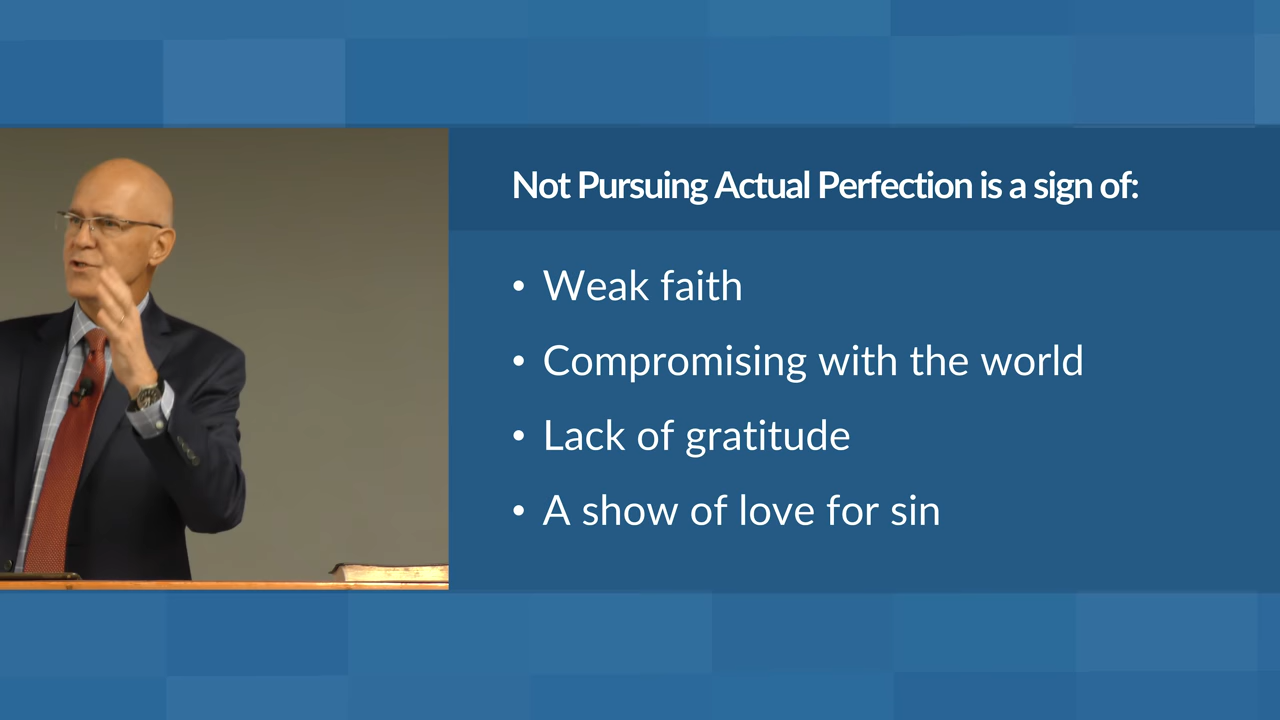 Not Pursuing Actual Perfection is a sign of:
• Weak faith
• Compromising with the world
• Lack of gratitude
• A show of love for sin